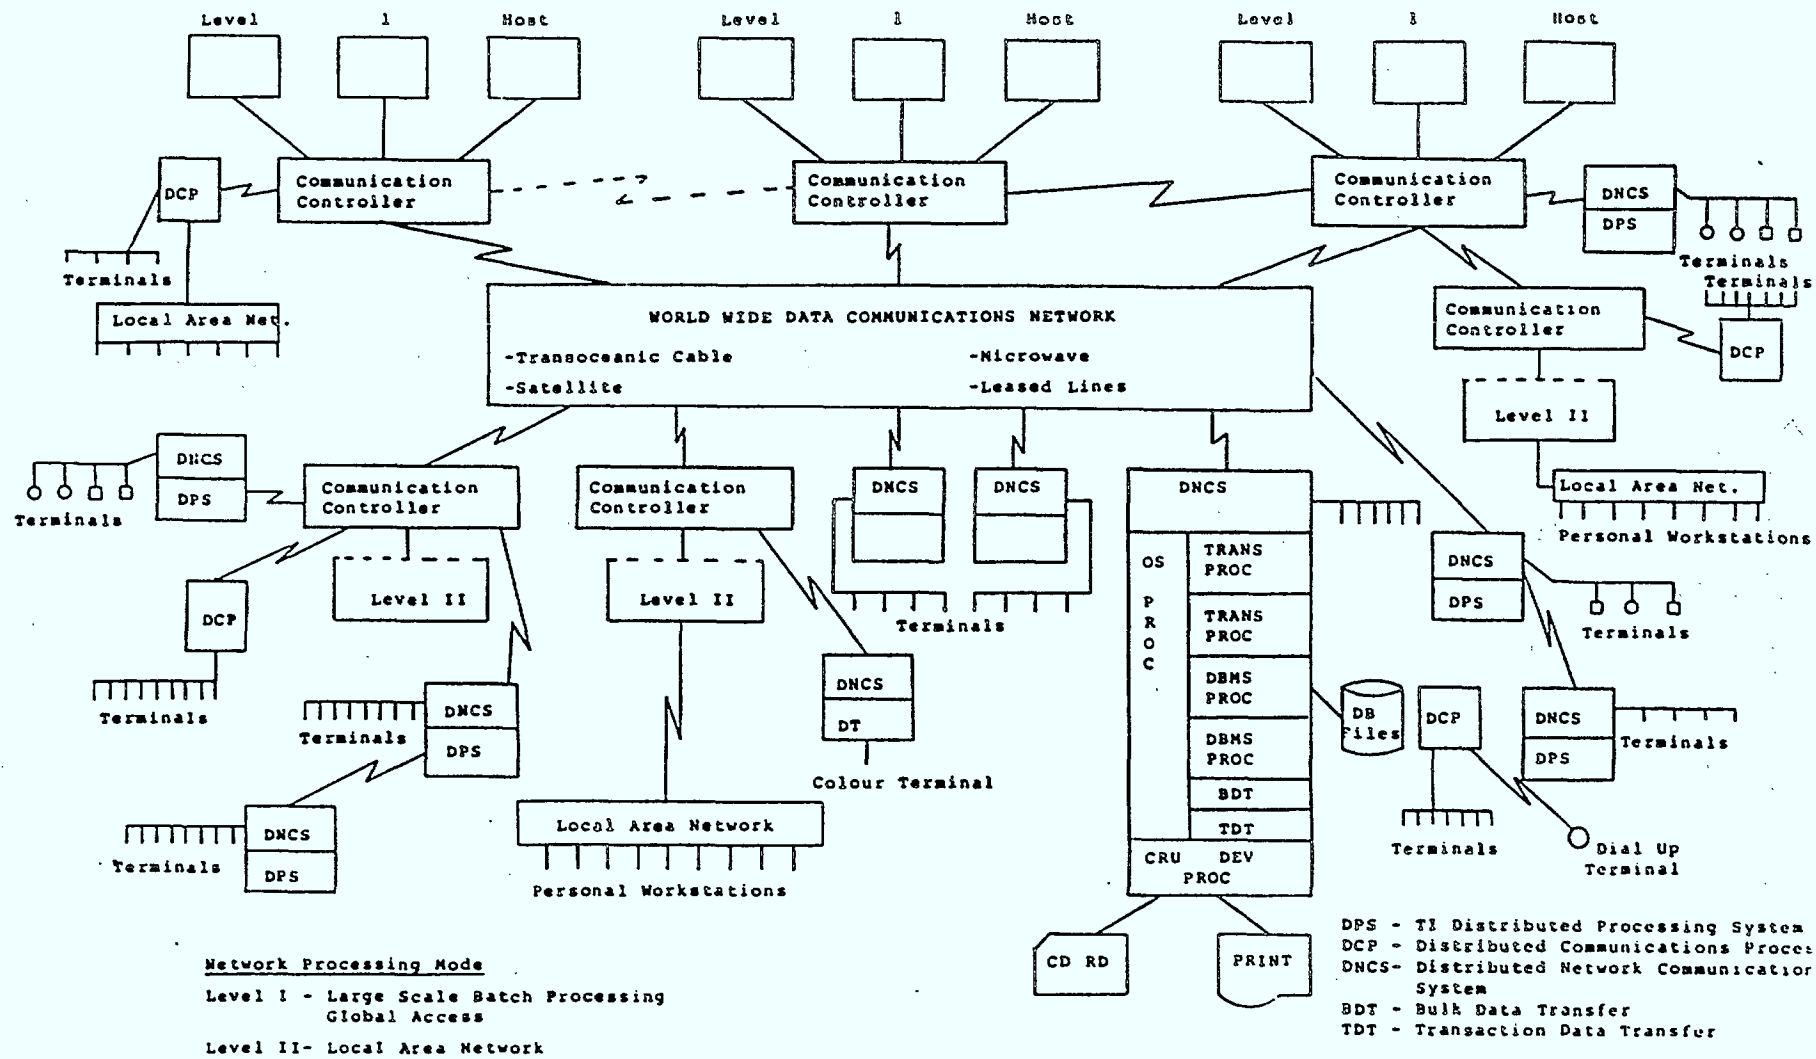 Level 1 Host
Level 1 Host
Level 1 Host
Communication
Controller
Communication
Controller
Communication
Controller
DCP
DNCS
DPS
Terminals
Terminals
Terminals
Local Area Net.
WORLD WIDE DATA COMMUNICATIONS NETWORK
-Transoceanic Cable
-Microwave
-Satellite
-Leased Lines
Communication
Controller
DCP
Level II
Local Area Net.
Personal Workstations
DNCS
DPS
Terminals
Communication
Controller
Level II
DCP
Terminals
Communication
Controller
Level II
DNCS
DNCS
Terminals
DNCS
DT
Colour Terminal
DNCS
DPS
Terminals
DNCS
DPS
Terminals
Local Area Network
Personal Workstations
DNCS
OS
PROC
TRANS
PROC
TRANS
PROC
DBMS
PROC
DBMS
PROC
BDT
TDT
CRU DEV
PROC
CD RD
PRINT
DB
Files
DCP
Terminals
Dial Up
Terminal
DNCS
DPS
Terminals
DNCS
DPS
Terminals
Network Processing Mode
Level I - Large Scale Batch Processing
Global Access
Level II- Local Area Network
DPS - TI Distributed Processing System
DCP - Distributed Communications Proces
DNCS- Distributed Network Communication
System
BDT - Bulk Data Transfer
TDT - Transaction Data Transfer